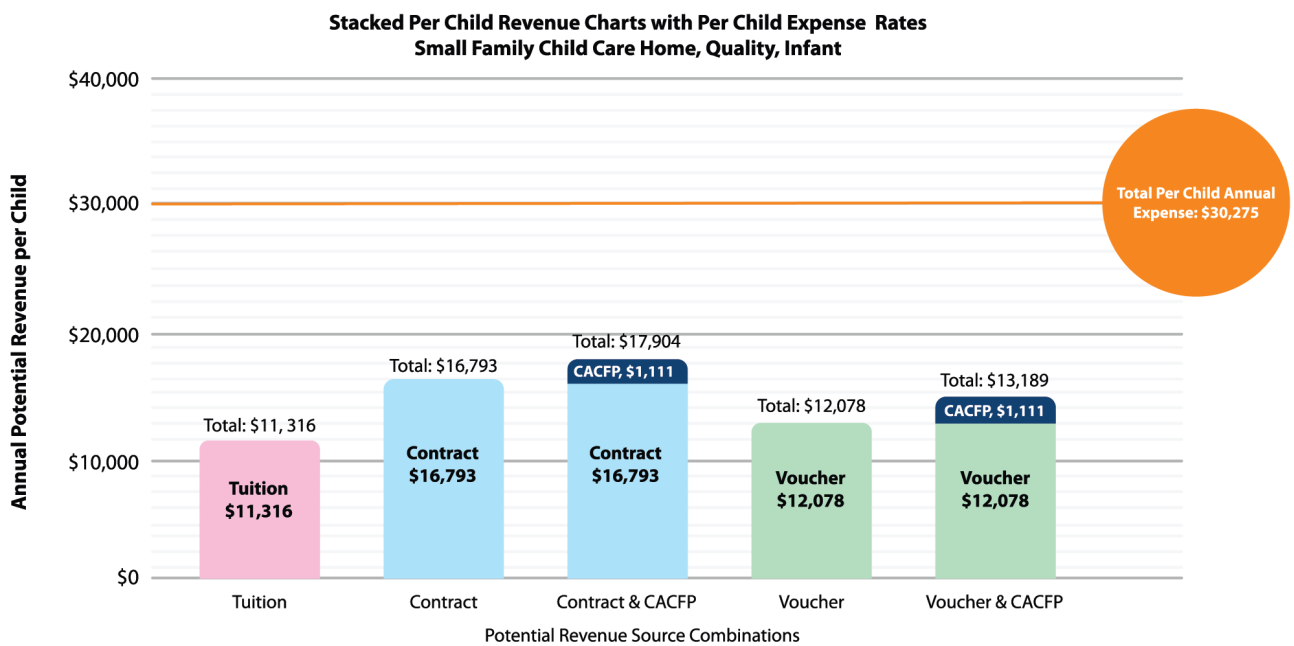 Stacked Per Child Revenue Charts with Per Child Expense Rates
Small Family Child Care Home, Quality, Infant
Annual Potential Revenue per Child
$40,000
$30,000
$20,000
$10,000
$0
Total Per Child Annual
Expense: $30,275
Total: $11, 316
Tuition
$11,316
Total: $16,793
Contract
$16,793
Total: $17,904
CACFP, $1,111
Contract
$16,793
Total: $12,078
Voucher
$12,078
Total: $13,189
CACFP, $1,111
Voucher
$12,078
Tuition
Contract
Contract & CACFP
Voucher
Voucher & CACFP
Potential Revenue Source Combinations